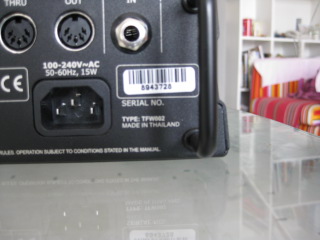 THRU
OUT
IN
100-240V~AC
50-60Hz, 15W
CE
8943728
SERIAL NO.
TYPE: TFW002
MADE IN THAILAND
RULES. OPERATION SUBJECT TO CONDITIONS STATED IN THE MANUAL.